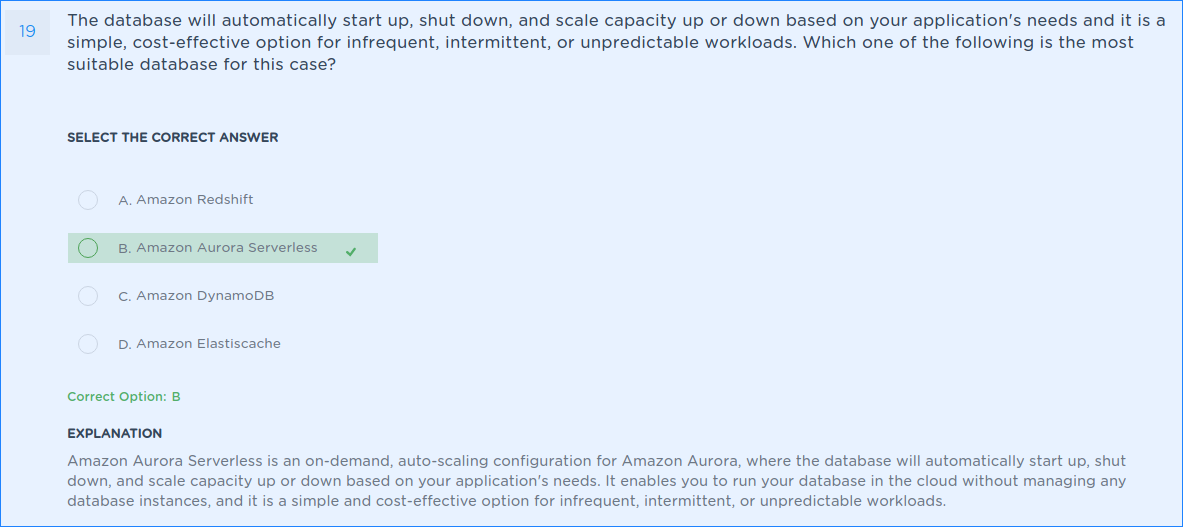 19
The database will automatically start up, shut down, and scale capacity up or down based on your application's needs and it is a
simple, cost-effective option for infrequent, intermittent, or unpredictable workloads. Which one of the following is the most
suitable database for this case?
SELECT THE CORRECT ANSWER
A. Amazon Redshift
B. Amazon Aurora Serverless
C. Amazon DynamoDB
D. Amazon Elastiscache
Correct Option: B
EXPLANATION
Amazon Aurora Serverless is an on-demand, auto-scaling configuration for Amazon Aurora, where the database will automatically start up, shut
down, and scale capacity up or down based on your application's needs. It enables you to run your database in the cloud without managing any
database instances, and it is a simple and cost-effective option for infrequent, intermittent, or unpredictable workloads.